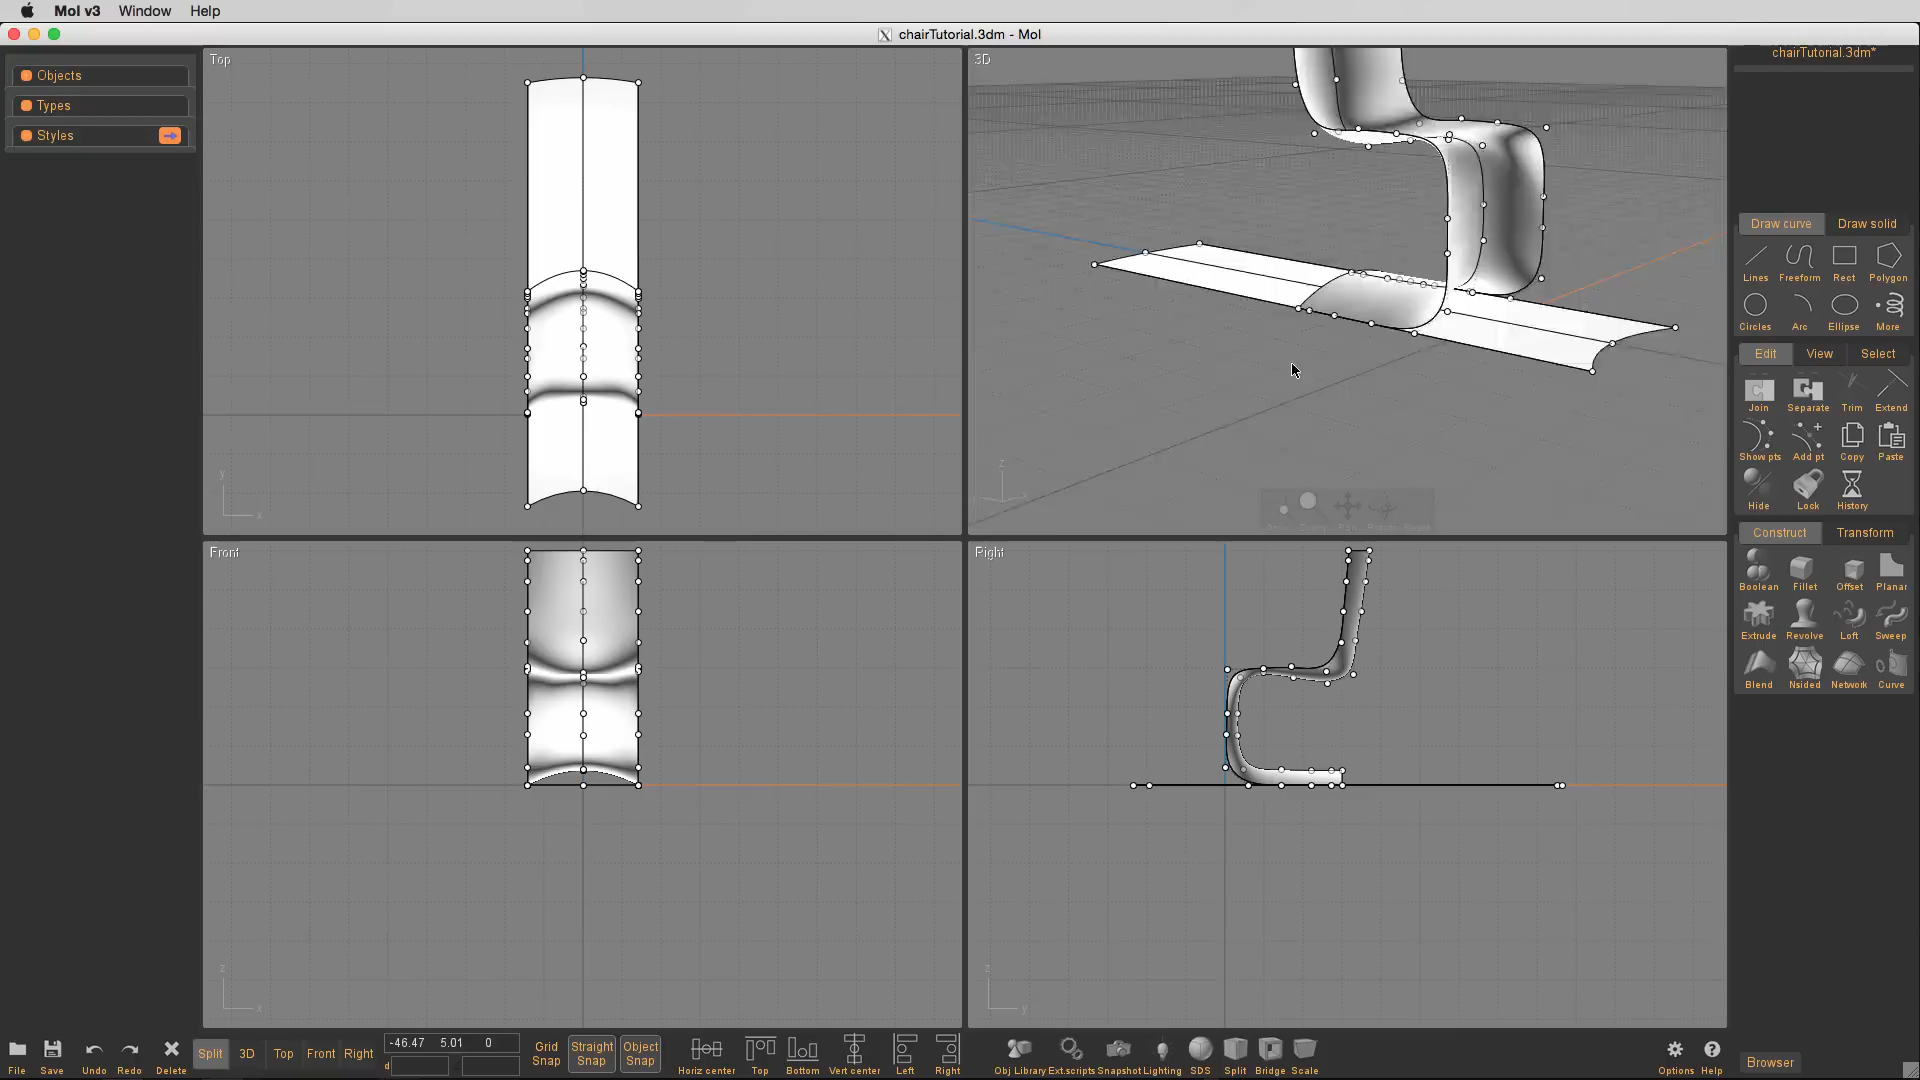 MoI v3 Window Help
chairTutorial.3dm - MoI
chairTutorial.3dm*
Objects
Types
Styles
Top
3D
Front
Right
y
x
z
x
z
x
z
y
Draw curve Draw solid
Lines Freeform Rect Polygon
Circles Arc Ellipse More
Edit View Select
Join Separate Trim Extend
Show pts Add pt Copy Paste
Hide Lock History
Construct Transform
Boolean Fillet Offset Planar
Extrude Revolve Loft Sweep
Blend Nsided Network Curve
File Save Undo Redo Delete
Split 3D Top Front Right
-46.47 5.01 0
d
Grid Snap
Straight Snap
Object Snap
Horiz center Top Bottom Vert center Left Right
Obj Library Ext.scripts Snapshot Lighting SDS Split Bridge Scale
Options Help
Browser